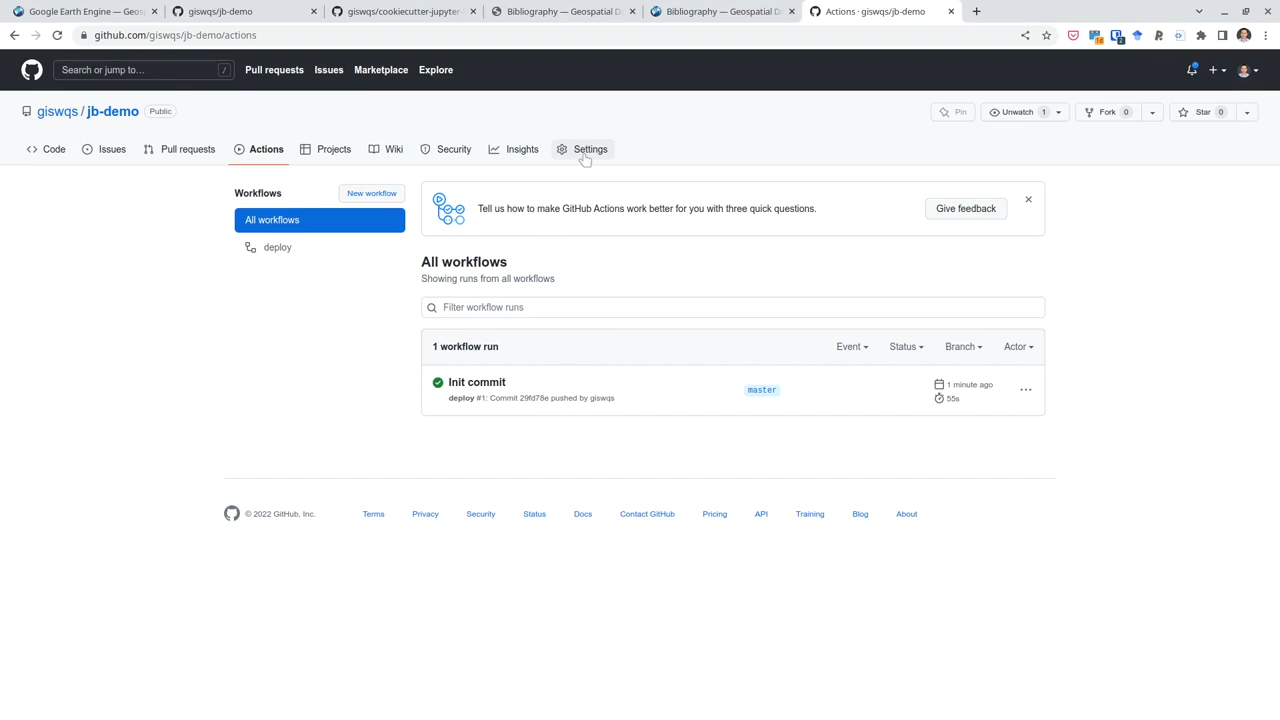 Google Earth Engine — Geos
giswqs/jb-demo
giswqs/cookiecutter-jupyter-
Bibliography — Geospatial Da
Bibliography — Geospatial Da
Actions · giswqs/jb-demo
github.com/giswqs/jb-demo/actions
Search or jump to…
/
Pull requests
Issues
Marketplace
Explore
giswqs / jb-demo
Public
Pin
Unwatch 1
Fork 0
Star 0
Code
Issues
Pull requests
Actions
Projects
Wiki
Security
Insights
Settings
Workflows
New workflow
All workflows
deploy
Tell us how to make GitHub Actions work better for you with three quick questions.
Give feedback
All workflows
Showing runs from all workflows
Filter workflow runs
1 workflow run
Event
Status
Branch
Actor
Init commit
deploy #1: Commit 29fd78e pushed by giswqs
master
1 minute ago
55s
© 2022 GitHub, Inc.
Terms
Privacy
Security
Status
Docs
Contact GitHub
Pricing
API
Training
Blog
About